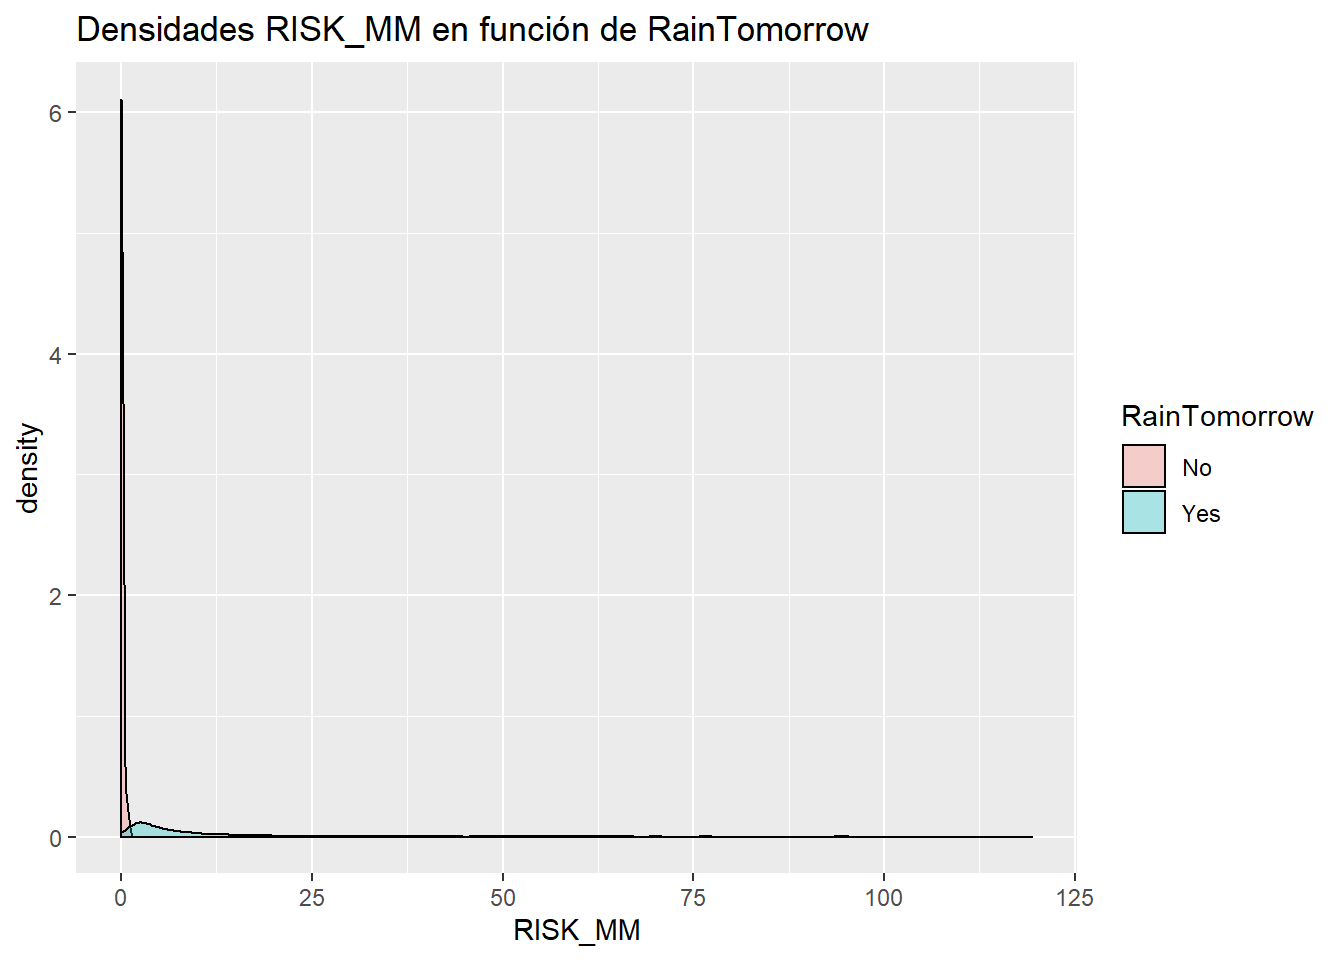 Densidades RISK_MM en función de RainTomorrow
6
4
2
0
density
0 25 50 75 100 125
RISK_MM
RainTomorrow
No
Yes